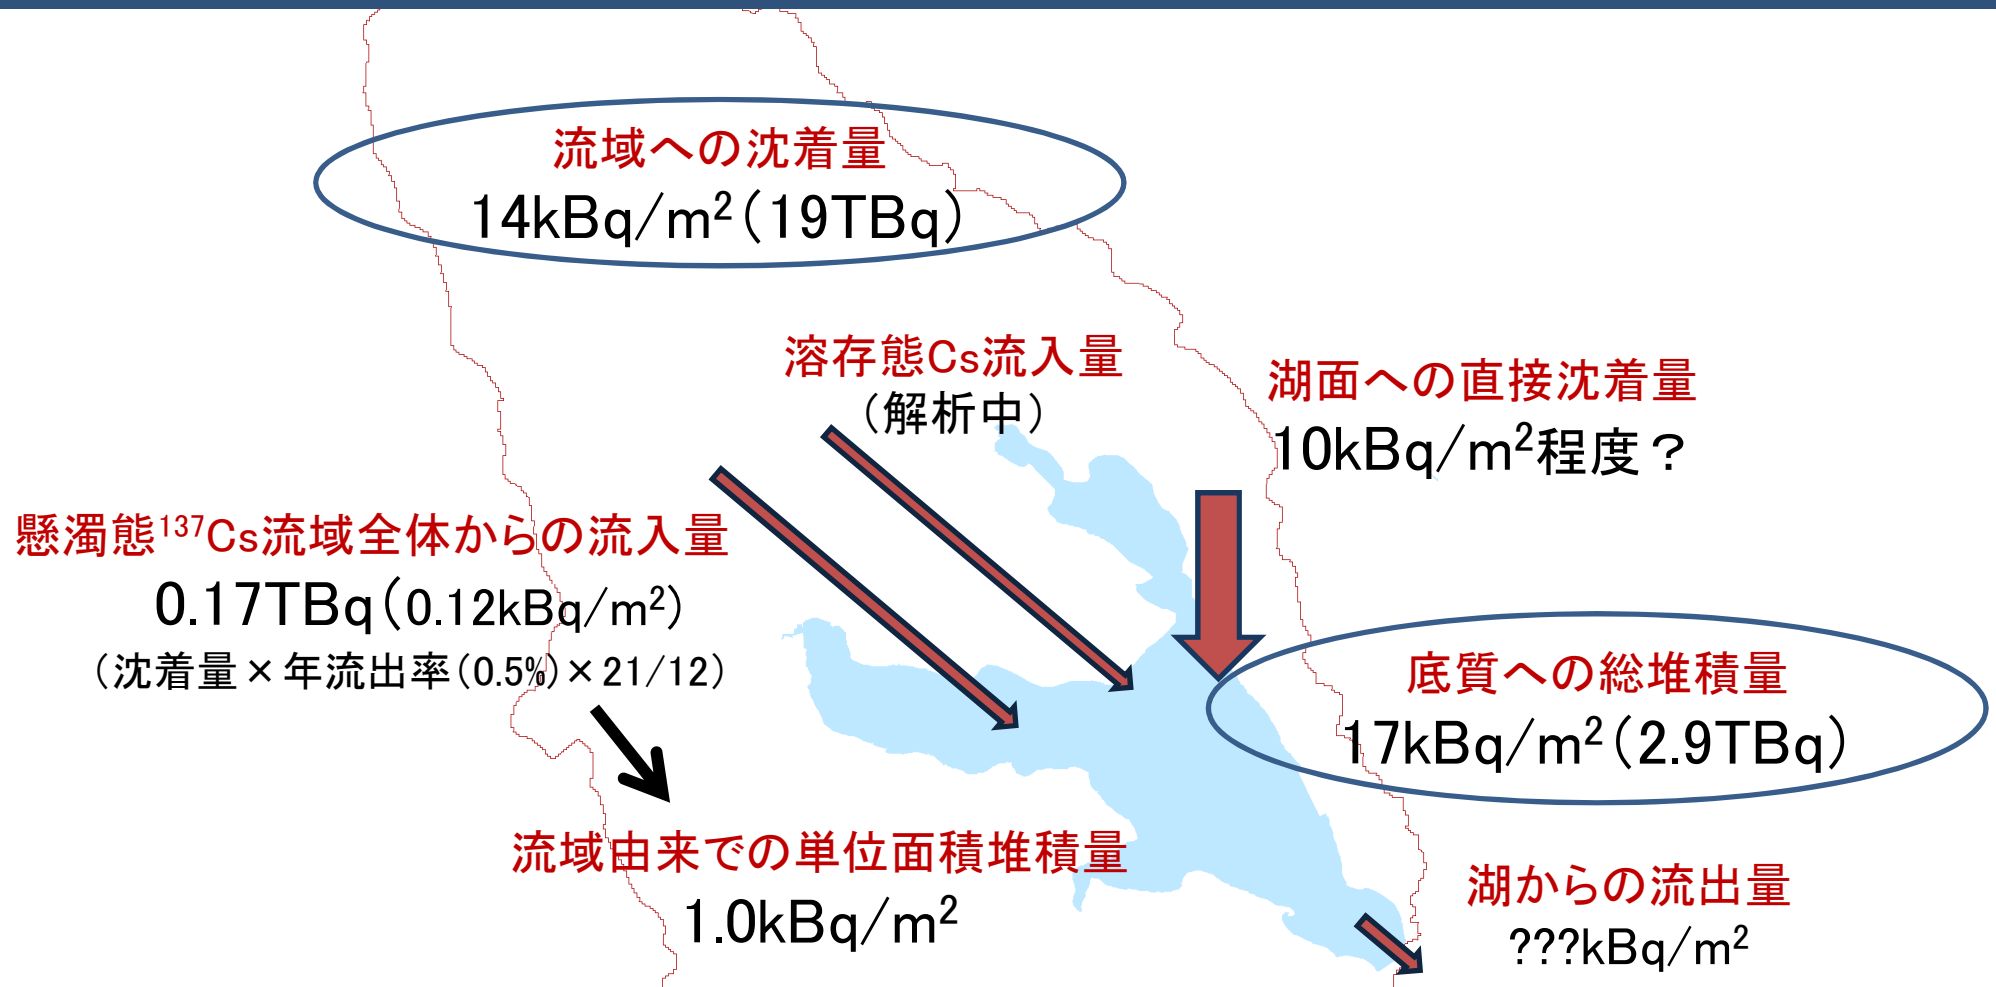 流域への沈着量
14kBq/m²(19TBq)
溶存態Cs流入量
(解析中)
湖面への直接沈着量
10kBq/m²程度？
懸濁態¹³⁷Cs流域全体からの流入量
0.17TBq(0.12kBq/m²)
(沈着量×年流出率(0.5%)×21/12)
底質への総堆積量
17kBq/m²(2.9TBq)
流域由来での単位面積堆積量
1.0kBq/m²
湖からの流出量
???kBq/m²